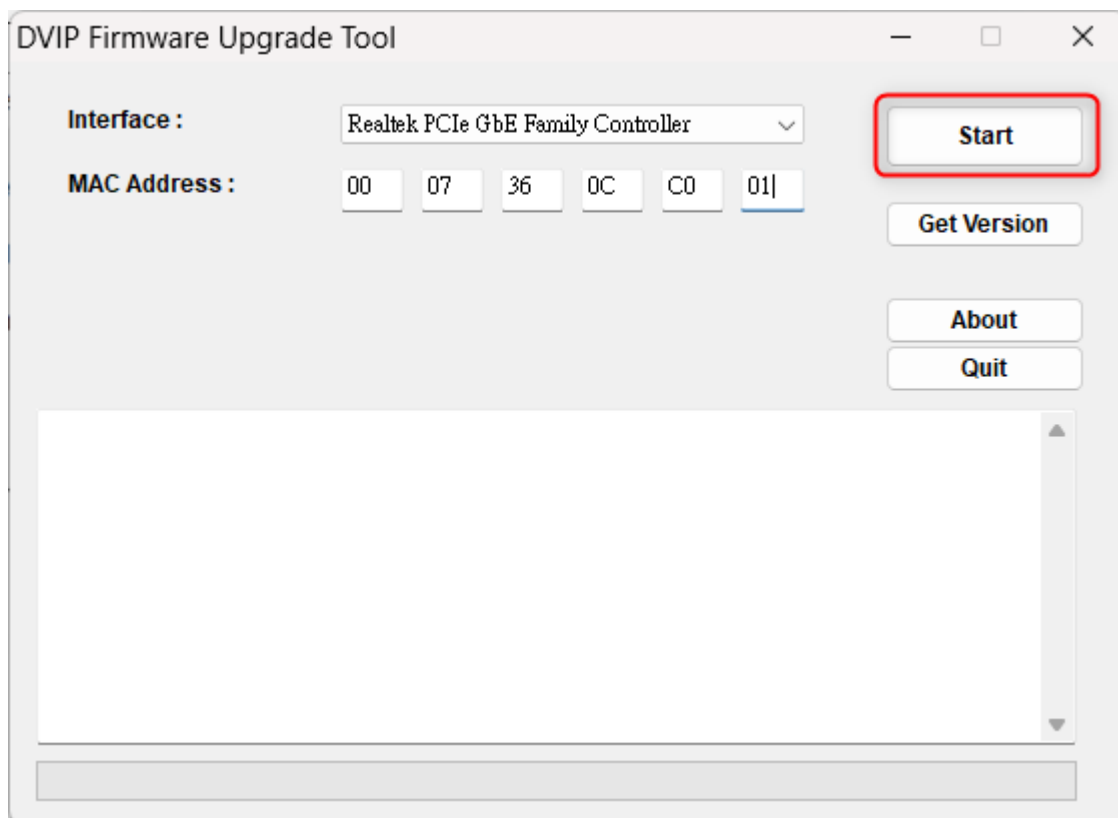 DVIP Firmware Upgrade Tool
Interface : Realtek PCIe GbE Family Controller
Start
MAC Address : 00 07 36 0C C0 01
Get Version
About
Quit